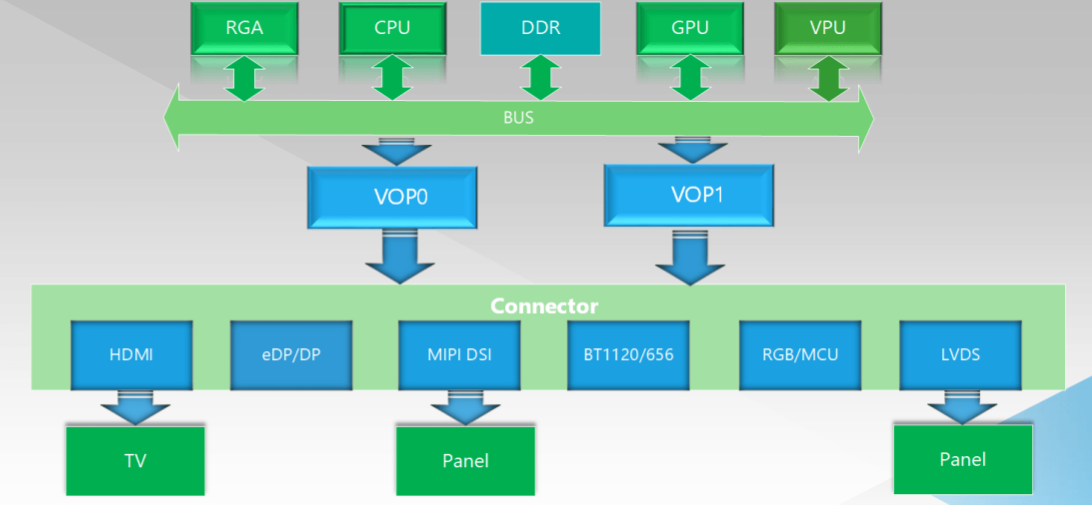 RGA
CPU
DDR
GPU
VPU
BUS
VOP0
VOP1
Connector
HDMI
eDP/DP
MIPI DSI
BT1120/656
RGB/MCU
LVDS
TV
Panel
Panel